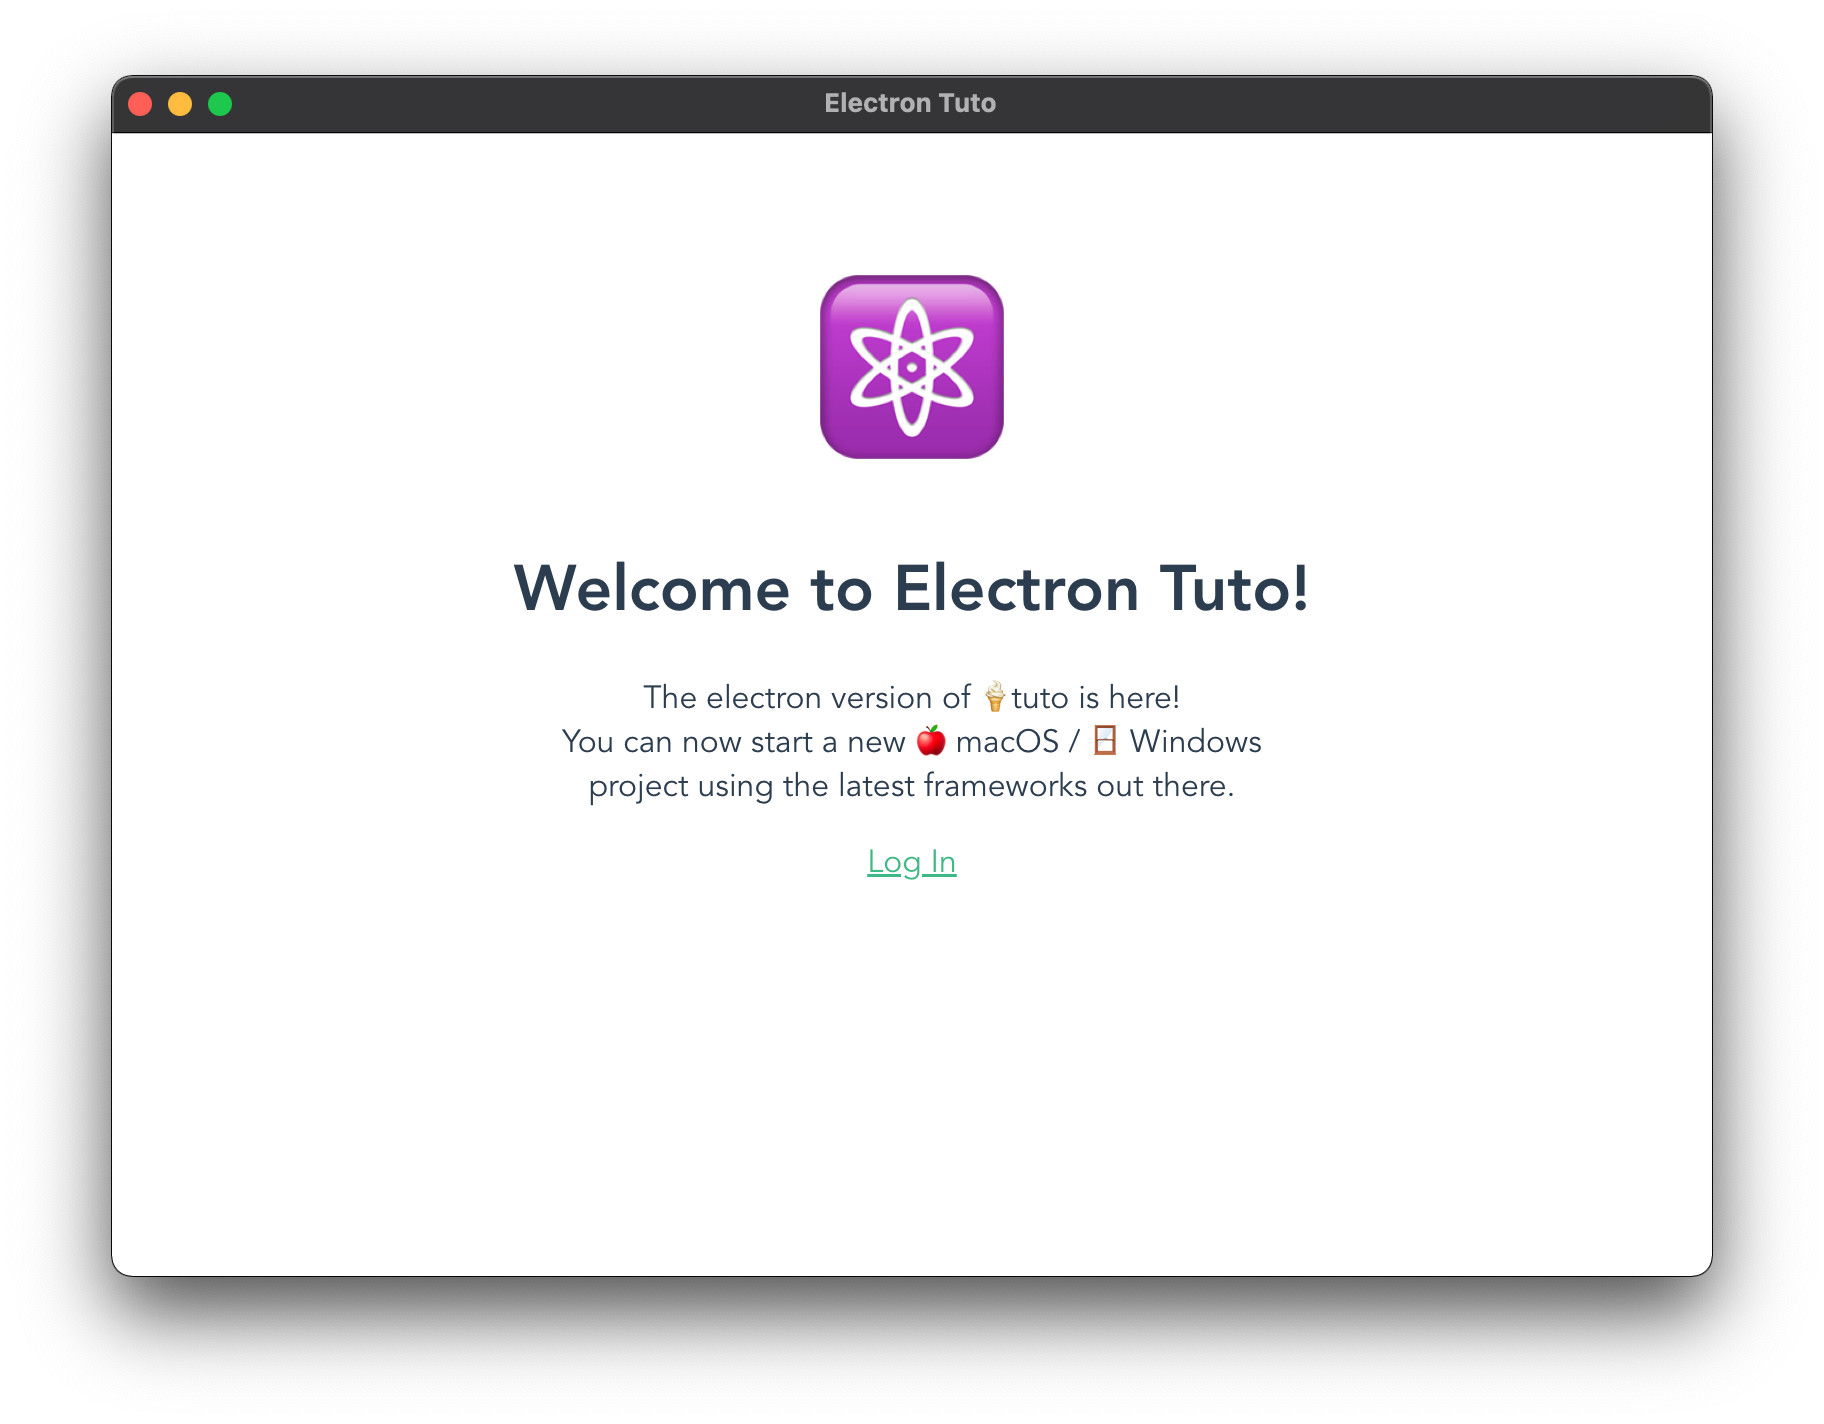 Electron Tuto
Welcome to Electron Tuto!
The electron version of 🍦tuto is here!
You can now start a new 🍎 macOS / 🪟 Windows
project using the latest frameworks out there.
Log In